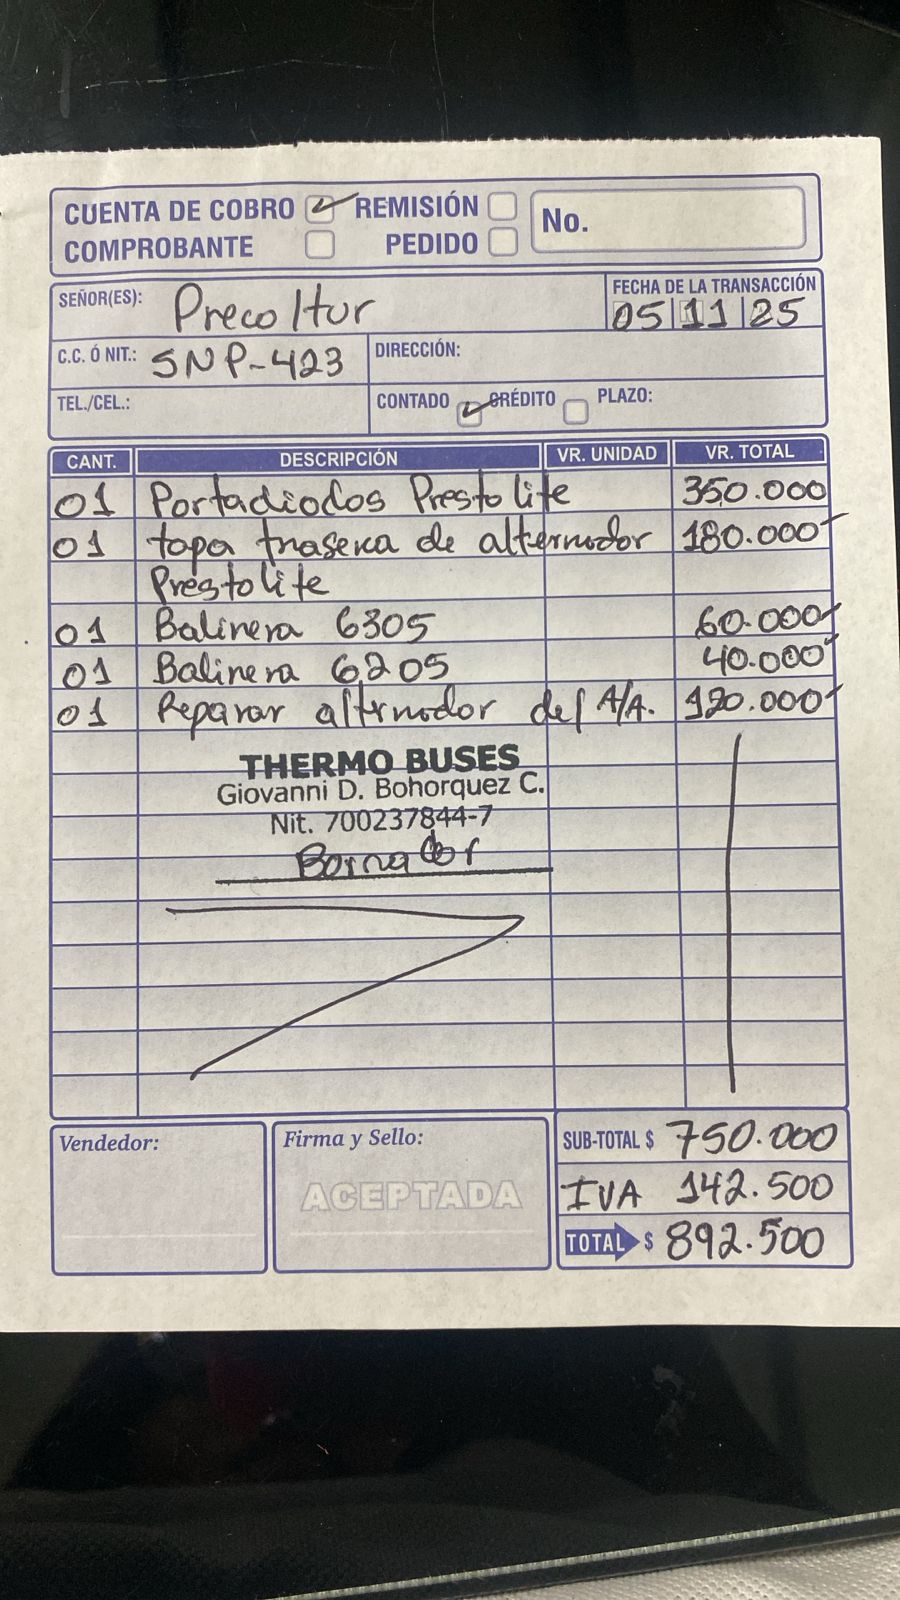 CUENTA DE COBRO REMISIÓN No.
COMPROBANTE PEDIDO
SEÑOR(ES): Precoltur FECHA DE LA TRANSACCIÓN
05 11 25
C.C. Ó NIT.: SNP-423 DIRECCIÓN:
TEL./CEL.: CONTADO CRÉDITO PLAZO:
CANT. DESCRIPCIÓN VR. UNIDAD VR. TOTAL
01 Portadiodos Prestolite 350.000
01 tapa trasera de alternador 180.000
Prestolite
01 Balinera 6305 60.000
01 Balinera 6205 40.000
01 Reparar alternador del A/A. 120.000
THERMO BUSES
Giovanni D. Bohorquez C.
Nit. 700237844-7
Vendedor: Firma y Sello: SUB-TOTAL $ 750.000
ACEPTADA IVA 142.500
TOTAL $ 892.500